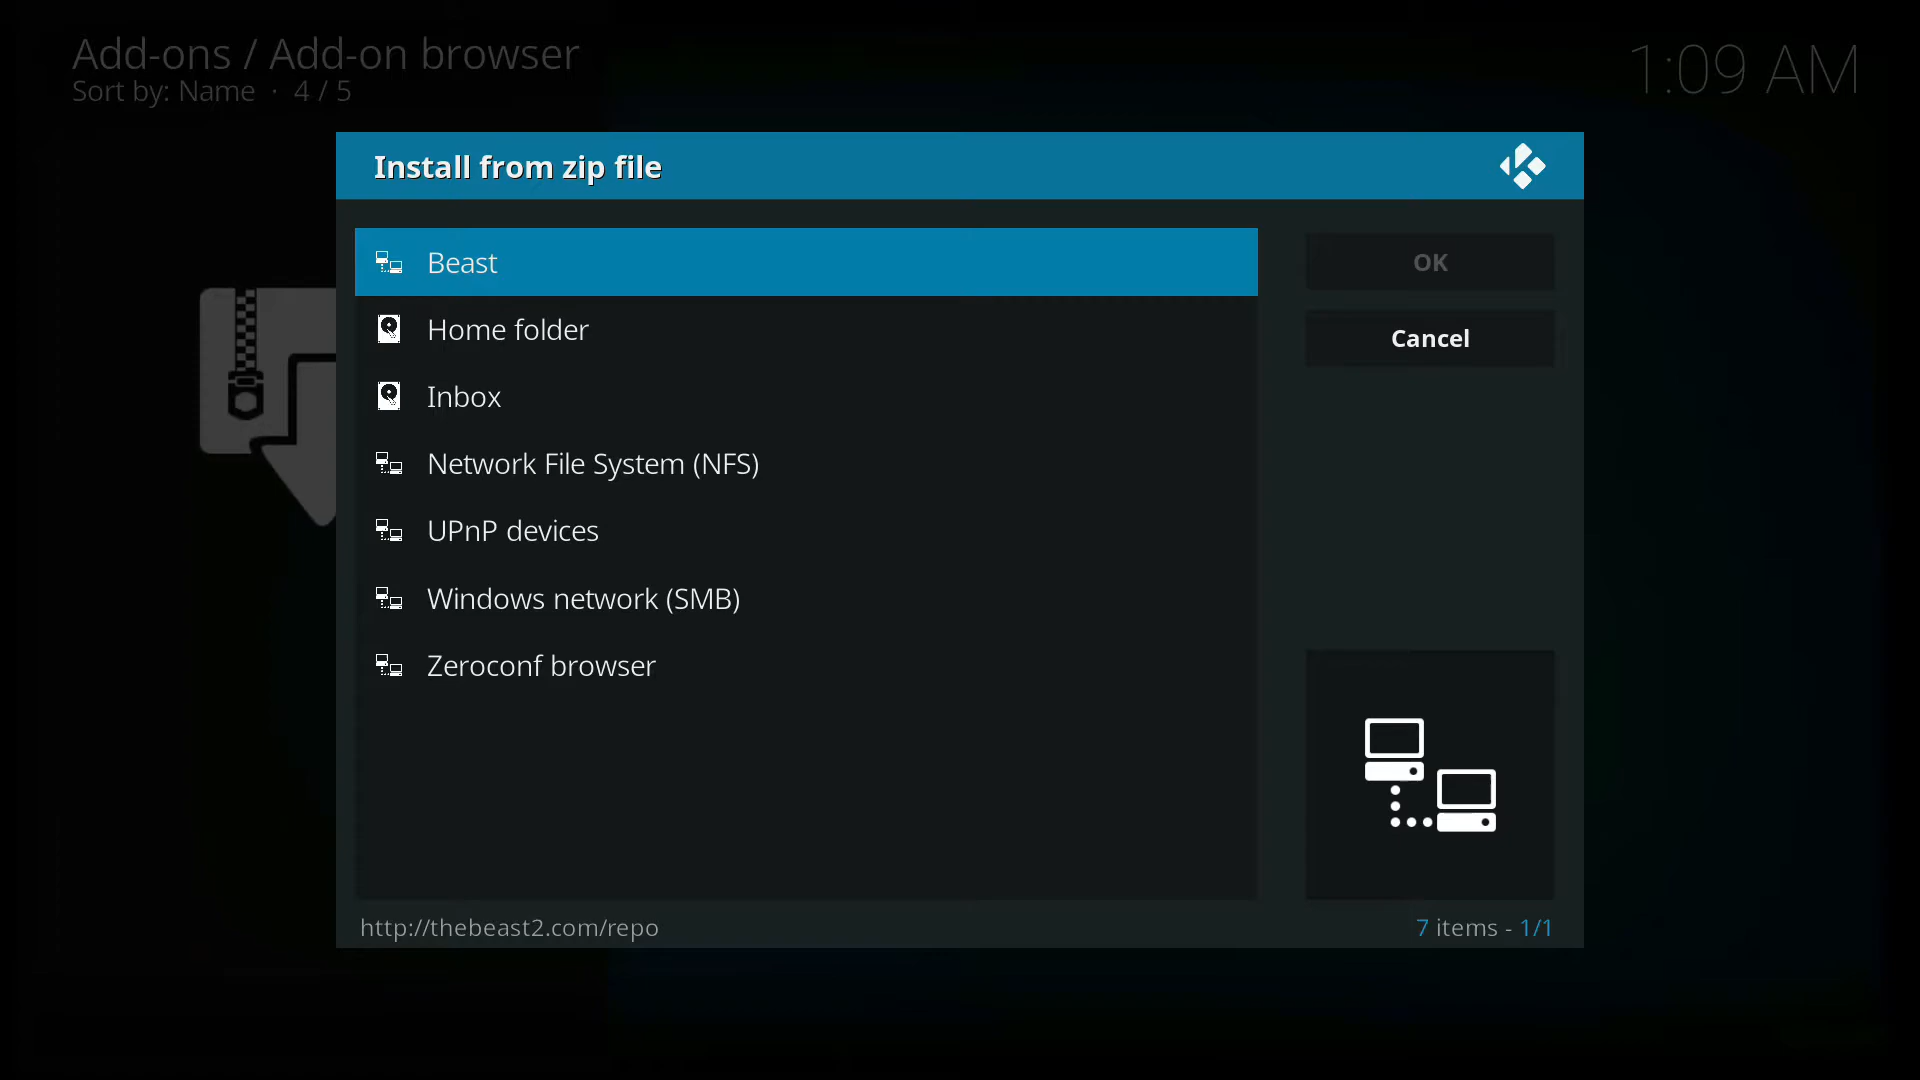 Add-ons / Add-on browser
Sort by: Name · 4 / 5
1:09 AM
Install from zip file
Beast
Home folder
Inbox
Network File System (NFS)
UPnP devices
Windows network (SMB)
Zeroconf browser
OK
Cancel
http://thebeast2.com/repo
7 items - 1/1